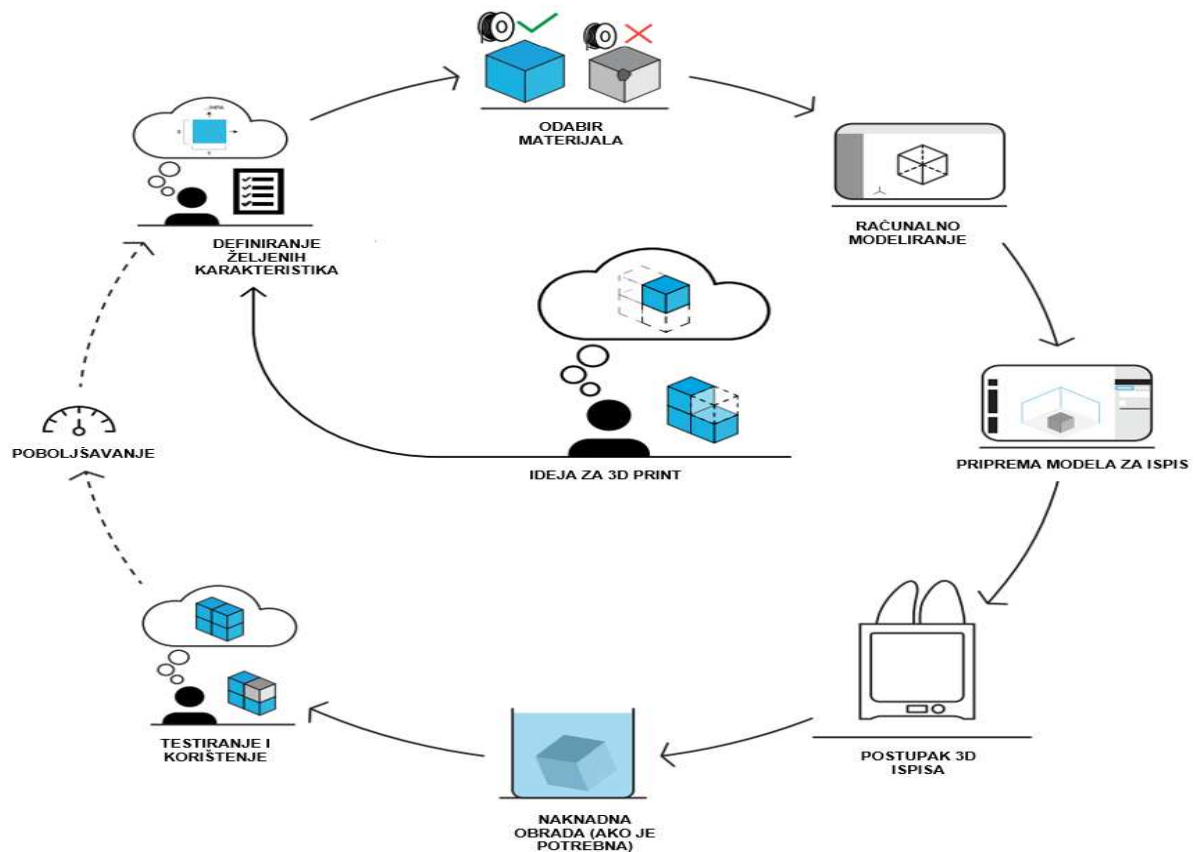 ODABIR
MATERIJALA
RAČUNALNO
MODELIRANJE
DEFINIRANJE
ŽELJENIH
KARAKTERISTIKA
POBOLJŠAVANJE
IDEJA ZA 3D PRINT
PRIPREMA MODELA ZA ISPIS
TESTIRANJE I
KORIŠTENJE
POSTUPAK 3D
ISPISA
NAKNADNA
OBRADA (AKO JE
POTREBNA)